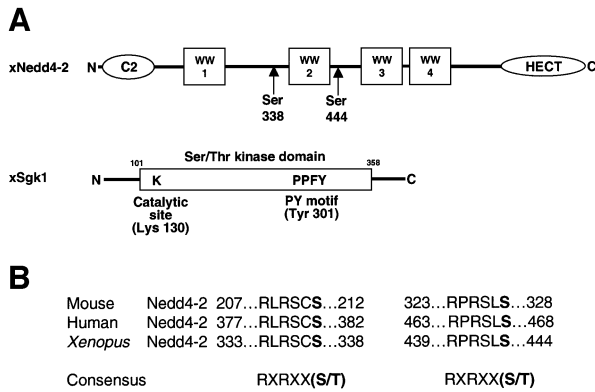 A
xNedd4-2 N C2 WW 1 WW 2 WW 3 WW 4 HECT C
Ser 338 Ser 444
Ser/Thr kinase domain
101 358
xSgk1 N K PPFY C
Catalytic site (Lys 130) PY motif (Tyr 301)
B
Mouse Nedd4-2 207...RLRSCS...212 323...RPRSLS...328
Human Nedd4-2 377...RLRSCS...382 463...RPRSLS...468
Xenopus Nedd4-2 333...RLRSCS...338 439...RPRSLS...444
Consensus RXRXX(S/T) RXRXX(S/T)